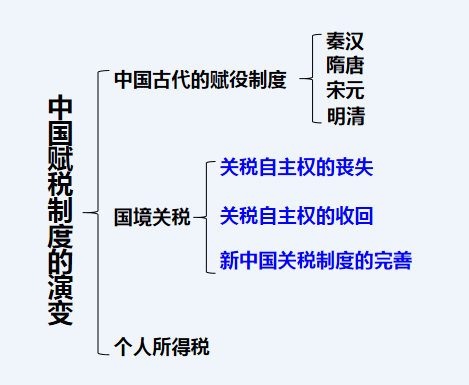 中国赋税制度的演变
中国古代的赋役制度
秦汉
隋唐
宋元
明清
国境关税
关税自主权的丧失
关税自主权的收回
新中国关税制度的完善
个人所得税